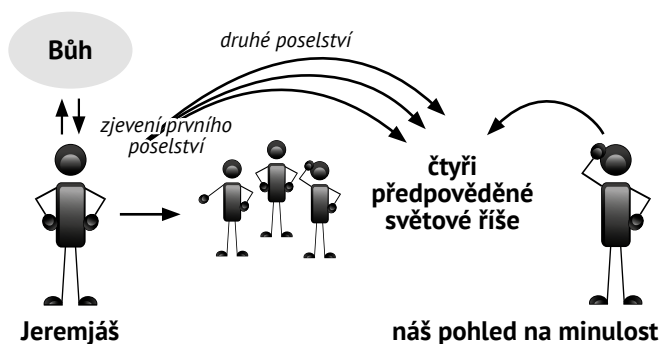 Bůh
druhé poselství
zjevení prvního
poselství
čtyři
předpověděné
světové říše
Jeremjáš
náš pohled na minulost